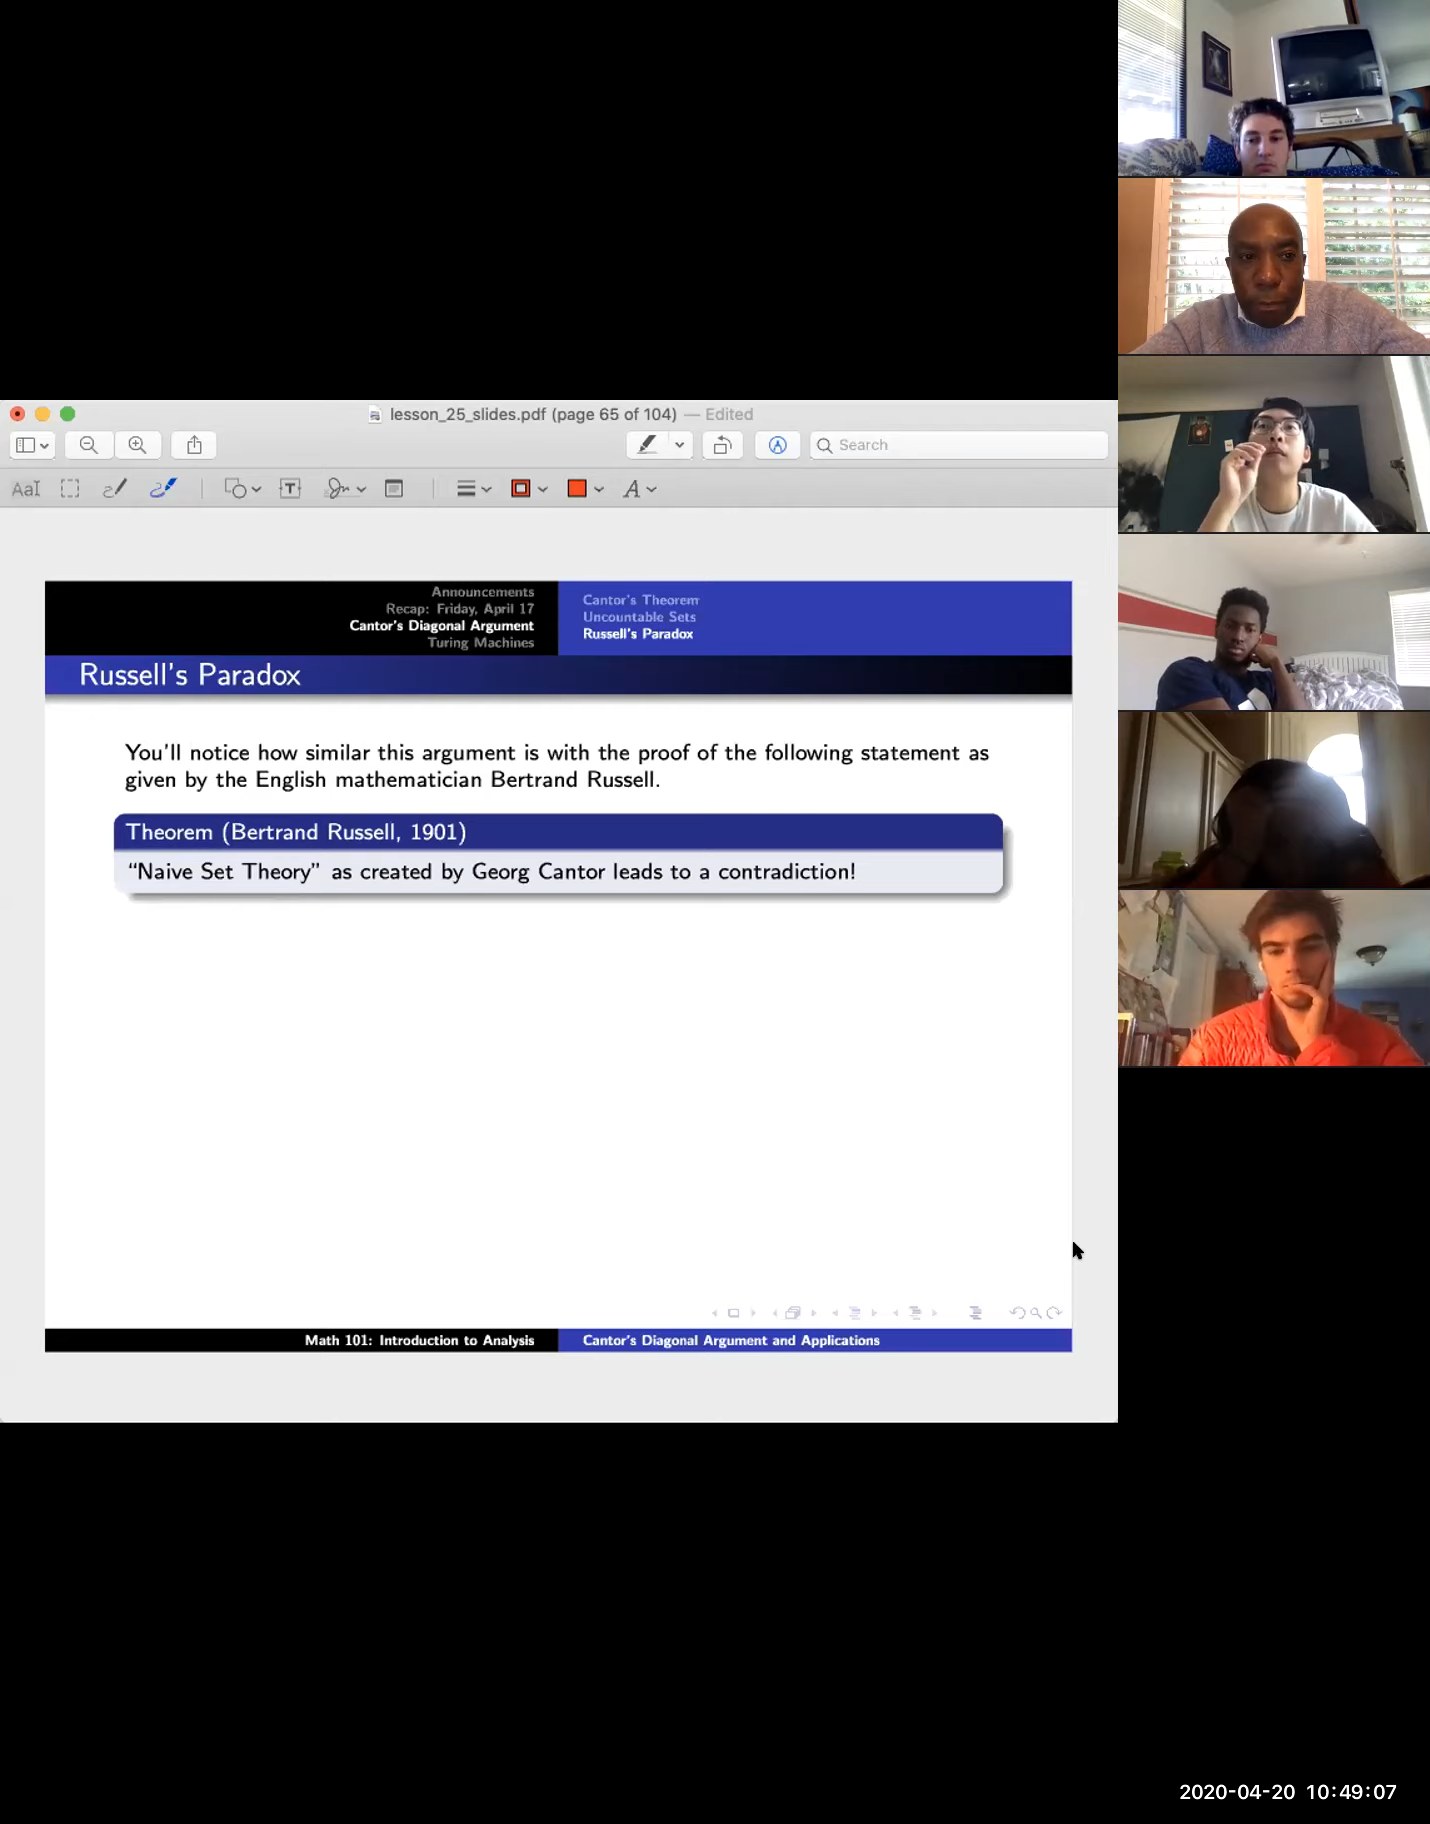 lesson_25_slides.pdf (page 65 of 104) — Edited
Search
AaI
T
A
Announcements
Recap: Friday, April 17
Cantor's Diagonal Argument
Turing Machines
Cantor's Theorem
Uncountable Sets
Russell's Paradox
Russell's Paradox
You'll notice how similar this argument is with the proof of the following statement as
given by the English mathematician Bertrand Russell.
Theorem (Bertrand Russell, 1901)
“Naive Set Theory” as created by Georg Cantor leads to a contradiction!
Math 101: Introduction to Analysis
Cantor's Diagonal Argument and Applications
2020-04-20 10:49:07